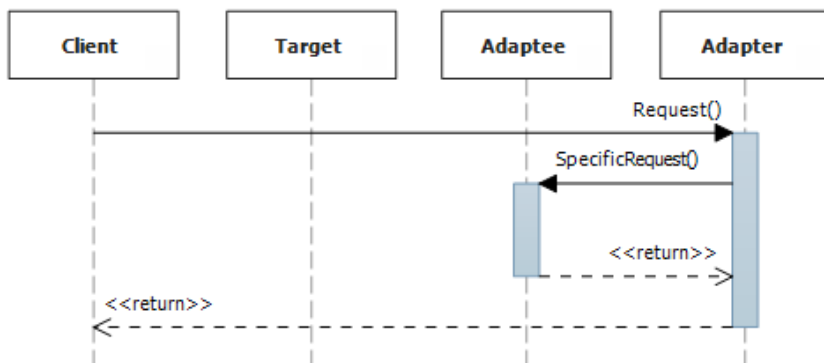 Client
Target
Adaptee
Adapter
Request()
SpecificRequest()
<<return>>
<<return>>